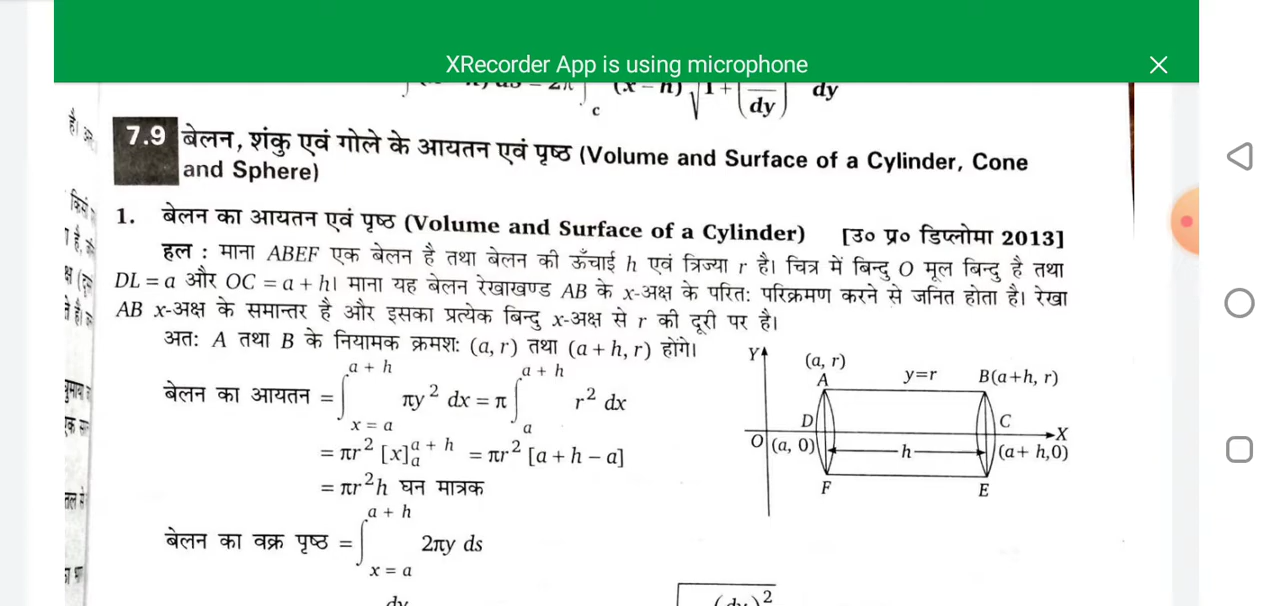 XRecorder App is using microphone
dy
dy
c
7.9 बेलन, शंकु एवं गोले के आयतन एवं पृष्ठ (Volume and Surface of a Cylinder, Cone
and Sphere)
1. बेलन का आयतन एवं पृष्ठ (Volume and Surface of a Cylinder) [उ० प्र० डिप्लोमा 2013]
हल : माना ABEF एक बेलन है तथा बेलन की ऊँचाई h एवं त्रिज्या r है। चित्र में बिन्दु O मूल बिन्दु है तथा
DL = a और OC = a + h। माना यह बेलन रेखाखण्ड AB के x-अक्ष के परितः परिक्रमण करने से जनित होता है। रेखा
AB x-अक्ष के समान्तर है और इसका प्रत्येक बिन्दु x-अक्ष से r की दूरी पर है।
अतः A तथा B के नियामक क्रमशः (a, r) तथा (a + h, r) होंगे।
बेलन का आयतन = ∫_{x = a}^{a + h} πy² dx = π ∫_{a}^{a + h} r² dx
= πr² [x]_{a}^{a + h} = πr² [a + h – a]
= πr²h घन मात्रक
बेलन का वक्र पृष्ठ = ∫_{x = a}^{a + h} 2πy ds
Y
(a, r)
A
y=r
B(a+h, r)
D
C
X
O
(a, 0)
h
(a+ h,0)
F
E